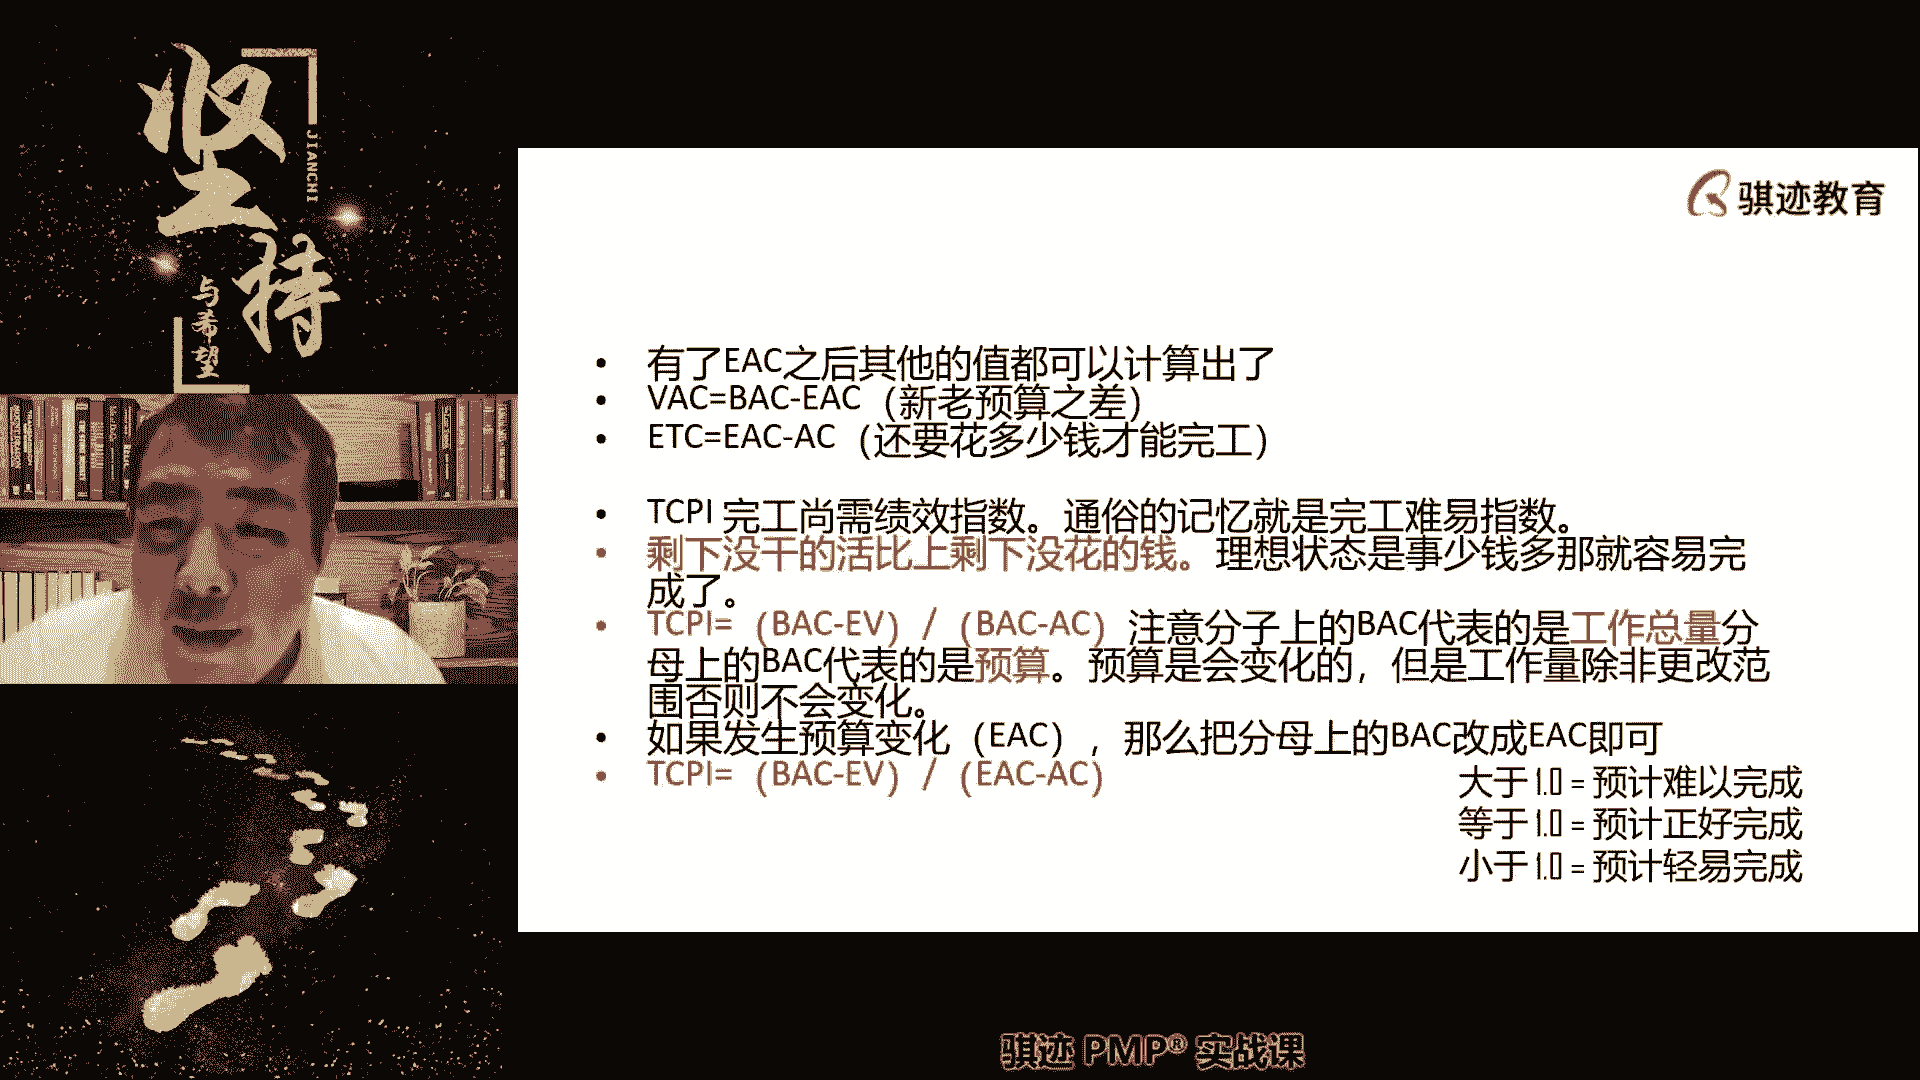 坚持
JIANCHI
与希望
骐迹教育
• 有了EAC之后其他的值都可以计算出了
• VAC=BAC-EAC（新老预算之差）
• ETC=EAC-AC（还要花多少钱才能完工）
• TCPI 完工尚需绩效指数。通俗的记忆就是完工难易指数。
• 剩下没干的活比上剩下没花的钱。理想状态是事少钱多那就容易完
成了。
• TCPI=（BAC-EV）/（BAC-AC）注意分子上的BAC代表的是工作总量分
母上的BAC代表的是预算。预算是会变化的，但是工作量除非更改范
围否则不会变化。
• 如果发生预算变化（EAC），那么把分母上的BAC改成EAC即可
• TCPI=（BAC-EV）/（EAC-AC）
大于1.0 = 预计难以完成
等于1.0 = 预计正好完成
小于1.0 = 预计轻易完成
骐迹 PMP® 实战课